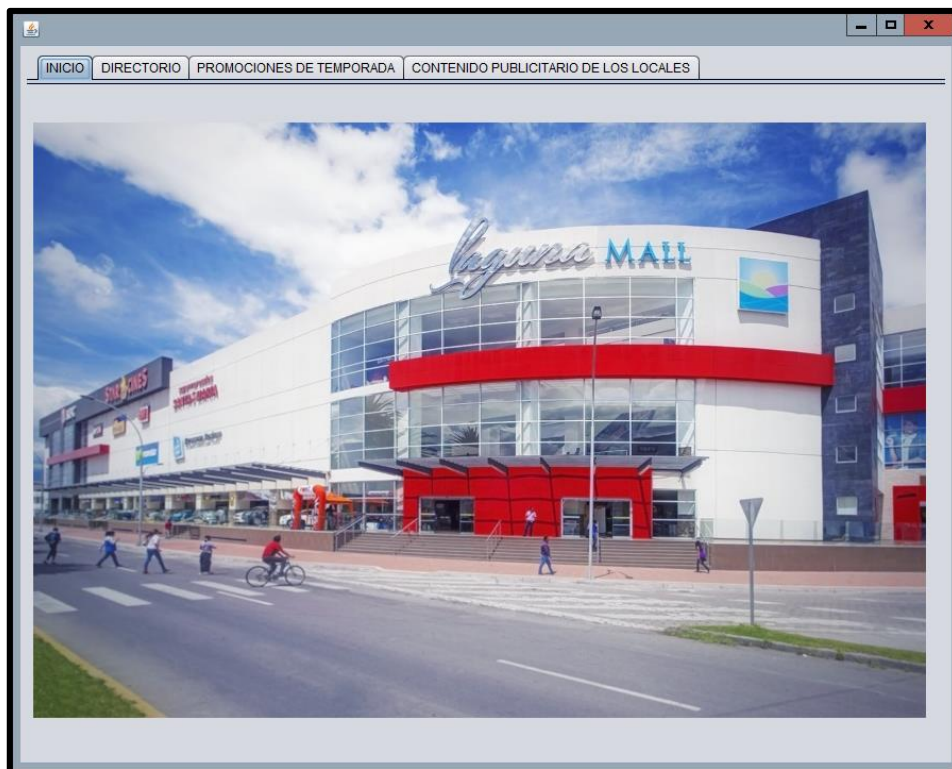 INICIO
DIRECTORIO
PROMOCIONES DE TEMPORADA
CONTENIDO PUBLICITARIO DE LOS LOCALES
laguna MALL